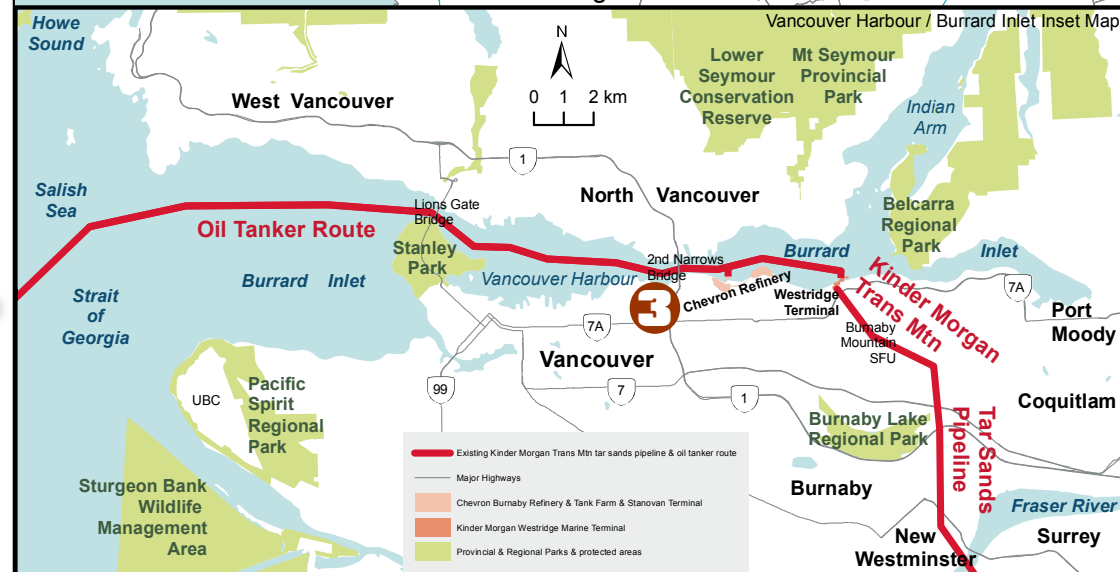 Vancouver Harbour / Burrard Inlet Inset Map
Howe
Sound
N
0 1 2 km
Lower
Seymour
Conservation
Reserve
Mt Seymour
Provincial
Park
Indian
Arm
West Vancouver
1
North Vancouver
Salish
Sea
Lions Gate
Bridge
Oil Tanker Route
Stanley
Park
Belcarra
Regional
Park
Burrard Inlet
Vancouver Harbour
2nd Narrows
Bridge
Burrard
Inlet
Chevron Refinery
Westridge
Terminal
Kinder Morgan
Trans Mtn
7A
Port
Moody
Strait
of
Georgia
3
7A
Burnaby
Mountain
SFU
Vancouver
UBC
Pacific
Spirit
Regional
Park
99
7
1
Coquitlam
Burnaby Lake
Regional Park
Tar Sands
Pipeline
Existing Kinder Morgan Trans Mtn tar sands pipeline & oil tanker route
Major Highways
Chevron Burnaby Refinery & Tank Farm & Stanovan Terminal
Kinder Morgan Westridge Marine Terminal
Provincial & Regional Parks & protected areas
Sturgeon Bank
Wildlife
Management
Area
Burnaby
Fraser River
New
Westminster
Surrey